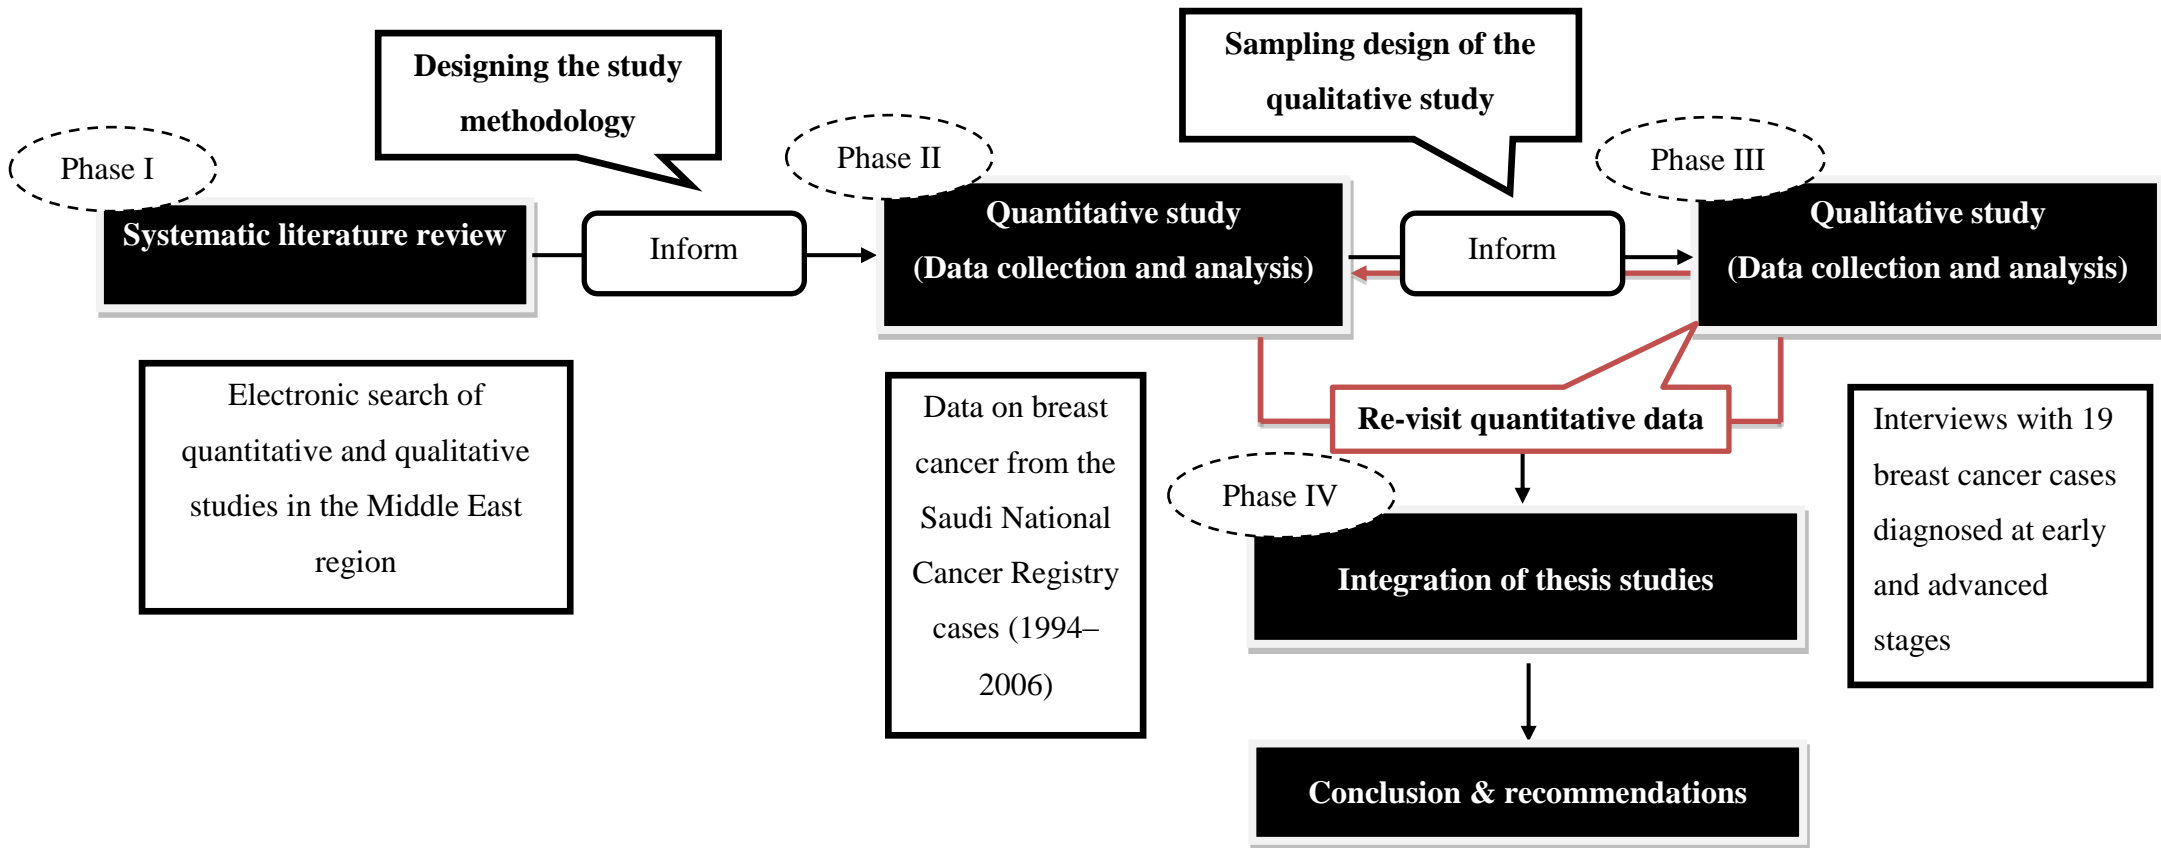 Designing the study
methodology
Sampling design of the
qualitative study
Phase I
Phase II
Phase III
Systematic literature review
Inform
Quantitative study
(Data collection and analysis)
Inform
Qualitative study
(Data collection and analysis)
Electronic search of
quantitative and qualitative
studies in the Middle East
region
Data on breast
cancer from the
Saudi National
Cancer Registry
cases (1994–
2006)
Re-visit quantitative data
Interviews with 19
breast cancer cases
diagnosed at early
and advanced
stages
Phase IV
Integration of thesis studies
Conclusion & recommendations